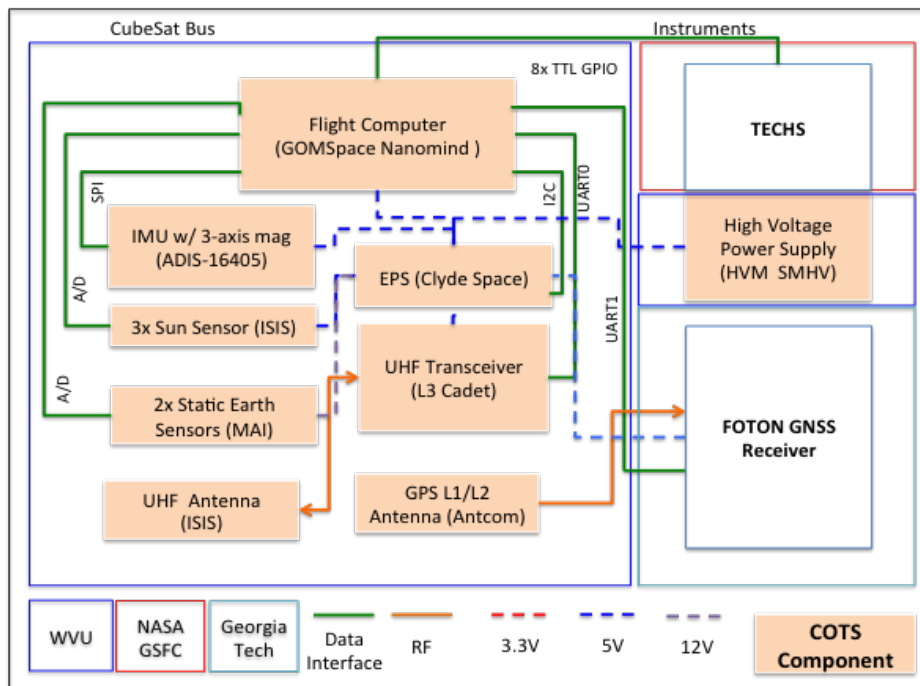 CubeSat Bus
Instruments
8x TTL GPIO
Flight Computer
(GOMSpace Nanomind )
TECHS
SPI
I2C
UART0
IMU w/ 3-axis mag
(ADIS-16405)
High Voltage
Power Supply
(HVM SMHV)
EPS (Clyde Space)
A/D
3x Sun Sensor (ISIS)
UART1
UHF Transceiver
(L3 Cadet)
A/D
2x Static Earth
Sensors (MAI)
FOTON GNSS
Receiver
UHF Antenna
(ISIS)
GPS L1/L2
Antenna (Antcom)
WVU
NASA
GSFC
Georgia
Tech
Data
Interface
RF
3.3V
5V
12V
COTS
Component